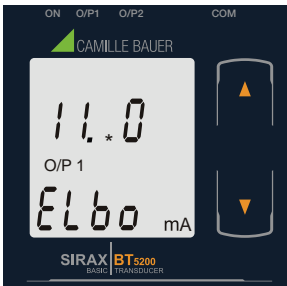 ON O/P1 O/P2 COM
CAMILLE BAUER
11.*0
O/P 1
ELbo mA
SIRAX BT5200
BASIC TRANSDUCER